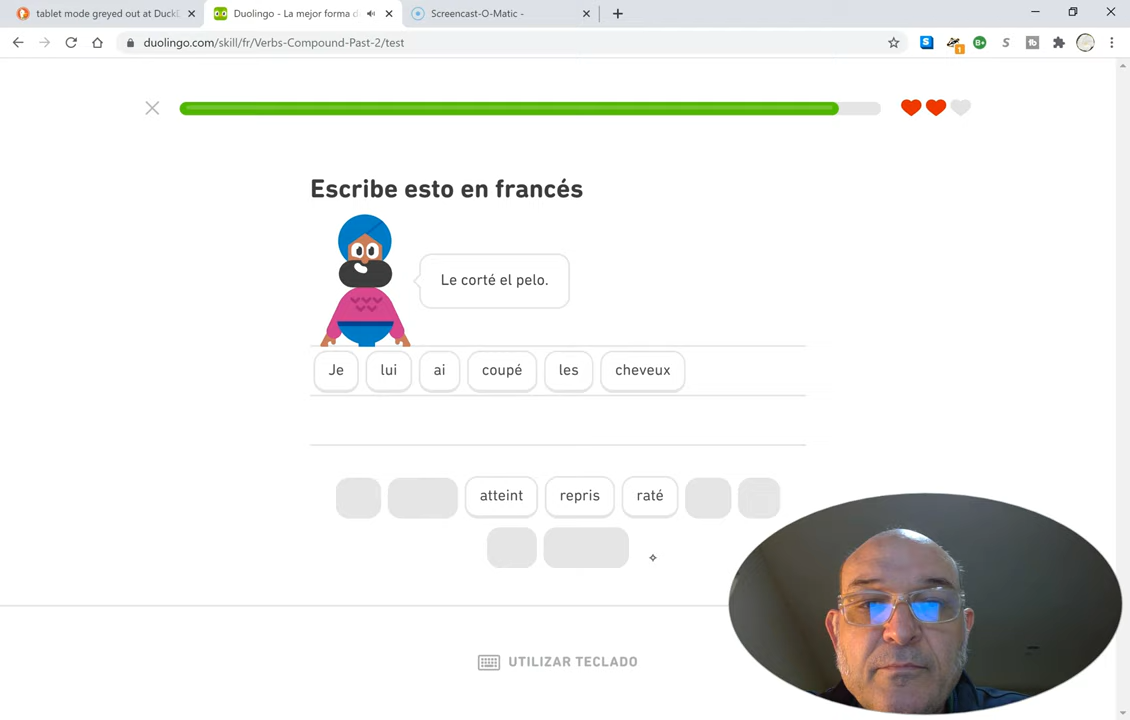 tablet mode greyed out at Duck
Duolingo - La mejor forma d
Screencast-O-Matic -
duolingo.com/skill/fr/Verbs-Compound-Past-2/test
Escribe esto en francés
Le corté el pelo.
Je lui ai coupé les cheveux
atteint repris raté
UTILIZAR TECLADO